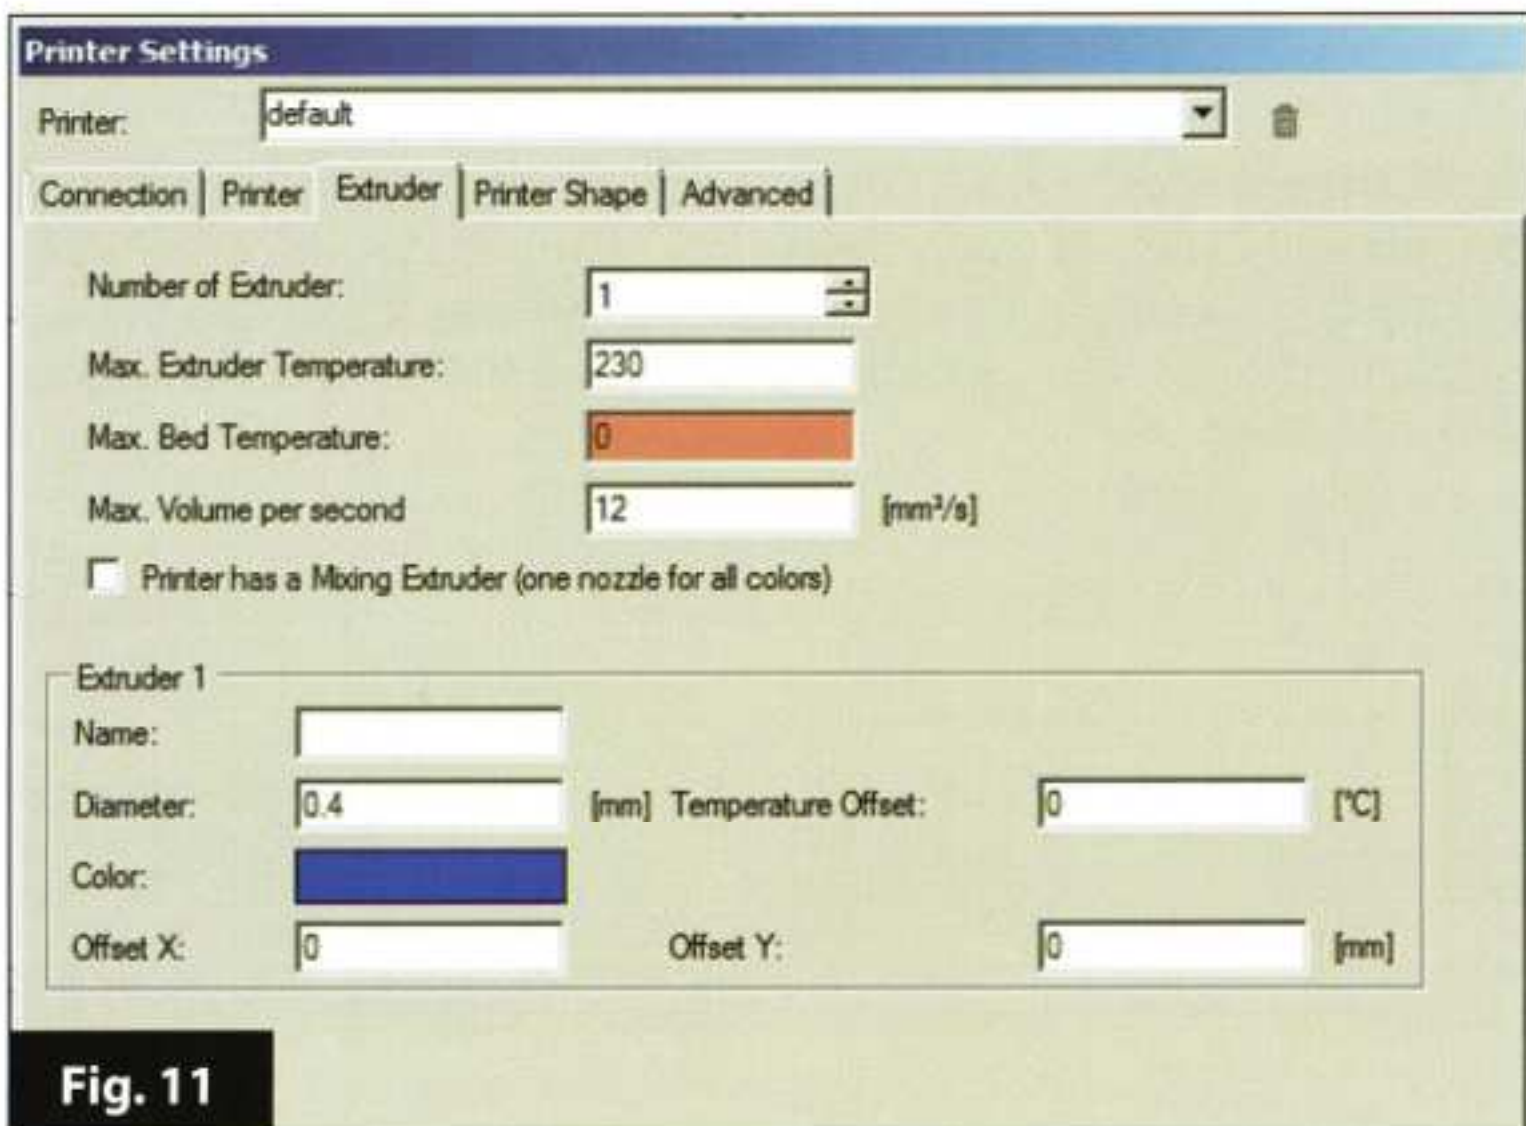 Printer Settings
Printer: default
Connection Printer Extruder Printer Shape Advanced
Number of Extruder: 1
Max. Extruder Temperature: 230
Max. Bed Temperature: 0
Max. Volume per second 12 [mm³/s]
Printer has a Mixing Extruder (one nozzle for all colors)
Extruder 1
Name:
Diameter: 0.4 [mm] Temperature Offset: 0 [°C]
Color:
Offset X: 0 Offset Y: 0 [mm]
Fig. 11